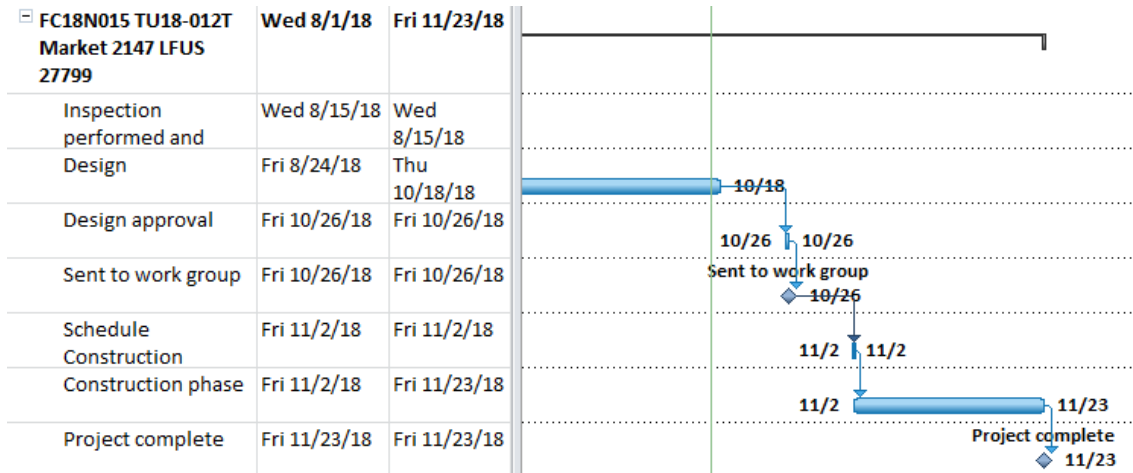 FC18N015 TU18-012T Wed 8/1/18 Fri 11/23/18
Market 2147 LFUS
27799
Inspection Wed 8/15/18 Wed
performed and 8/15/18
Design Fri 8/24/18 Thu
10/18/18
10/18
Design approval Fri 10/26/18 Fri 10/26/18
10/26 10/26
Sent to work group Fri 10/26/18 Fri 10/26/18
Sent to work group
10/26
Schedule Fri 11/2/18 Fri 11/2/18
Construction
11/2 11/2
Construction phase Fri 11/2/18 Fri 11/23/18
11/2 11/23
Project complete Fri 11/23/18 Fri 11/23/18
Project complete
11/23